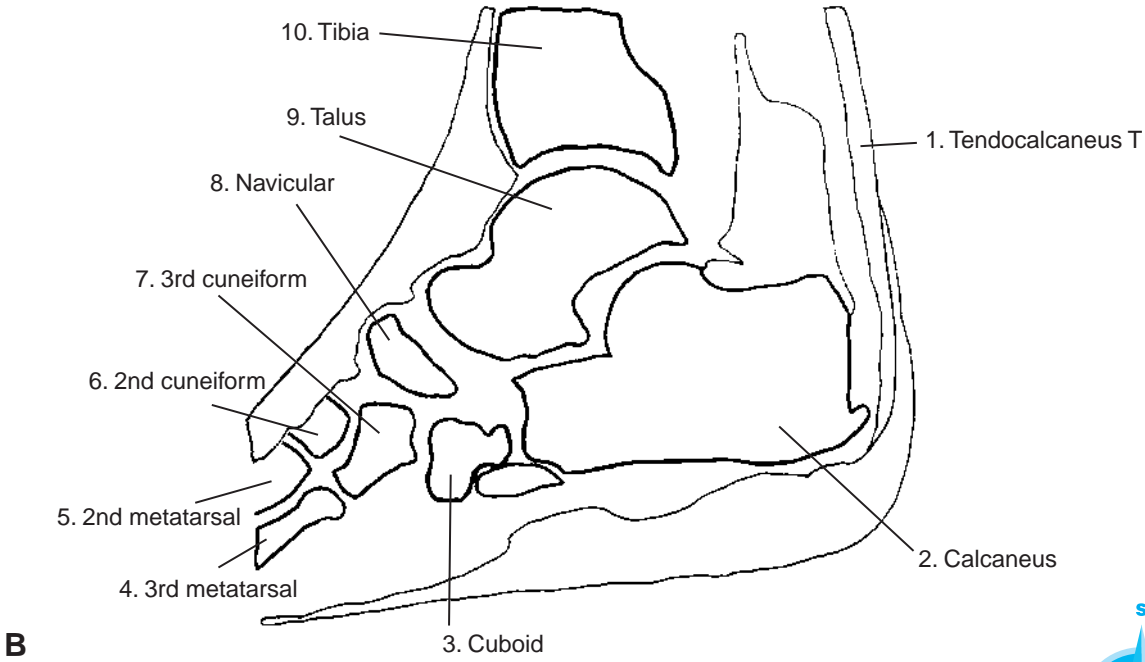 10. Tibia
9. Talus
1. Tendocalcaneus T
8. Navicular
7. 3rd cuneiform
6. 2nd cuneiform
5. 2nd metatarsal
2. Calcaneus
4. 3rd metatarsal
3. Cuboid
B
s